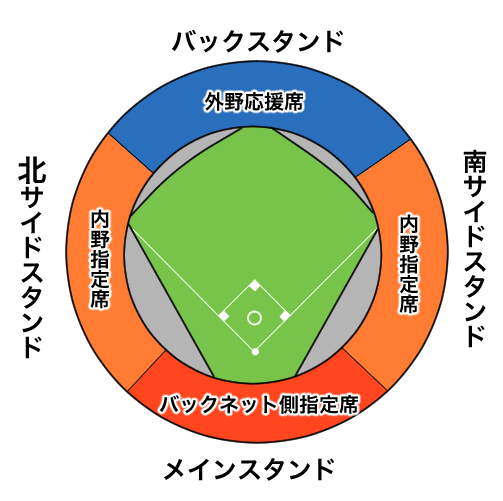 バックスタンド
外野応援席
北サイドスタンド
内野指定席
内野指定席
南サイドスタンド
バックネット側指定席
メインスタンド